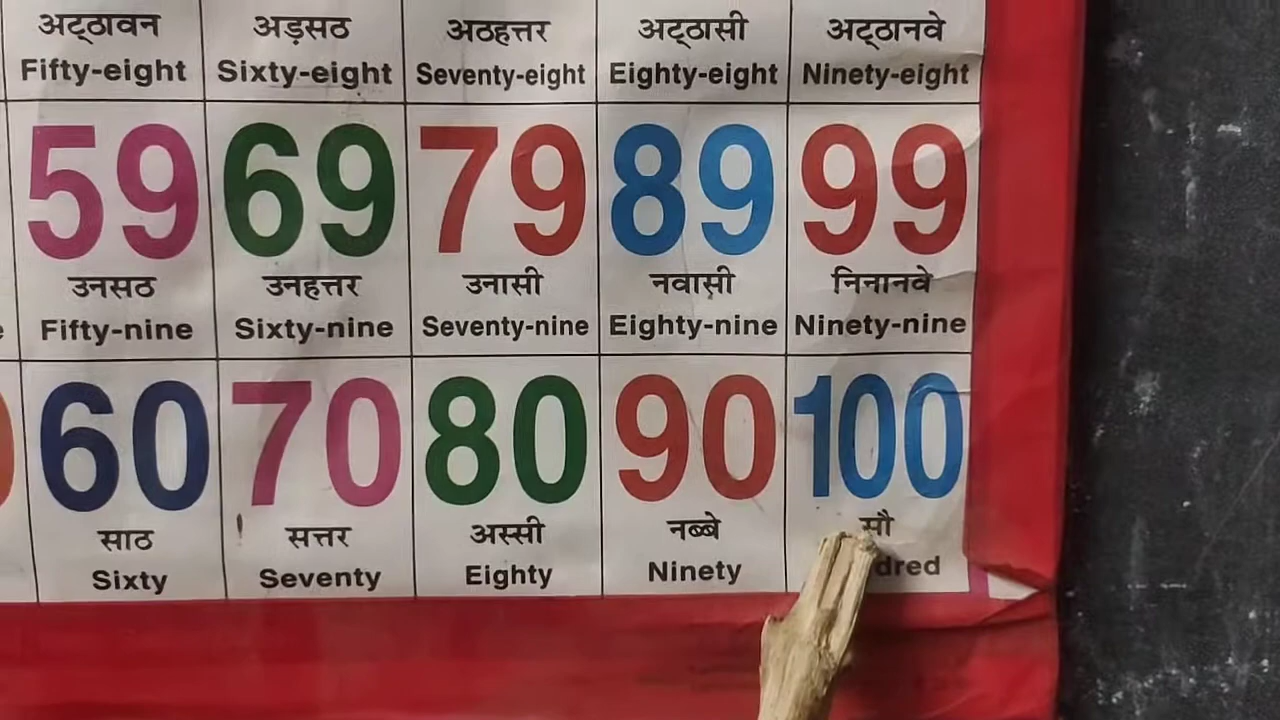 अट्ठावन अड़सठ अठहत्तर अट्ठासी अट्ठानवे
Fifty-eight Sixty-eight Seventy-eight Eighty-eight Ninety-eight
59 69 79 89 99
उनसठ उनहत्तर उनासी नवासी निनानवे
Fifty-nine Sixty-nine Seventy-nine Eighty-nine Ninety-nine
60 70 80 90 100
साठ सत्तर अस्सी नब्बे सौ
Sixty Seventy Eighty Ninety dred